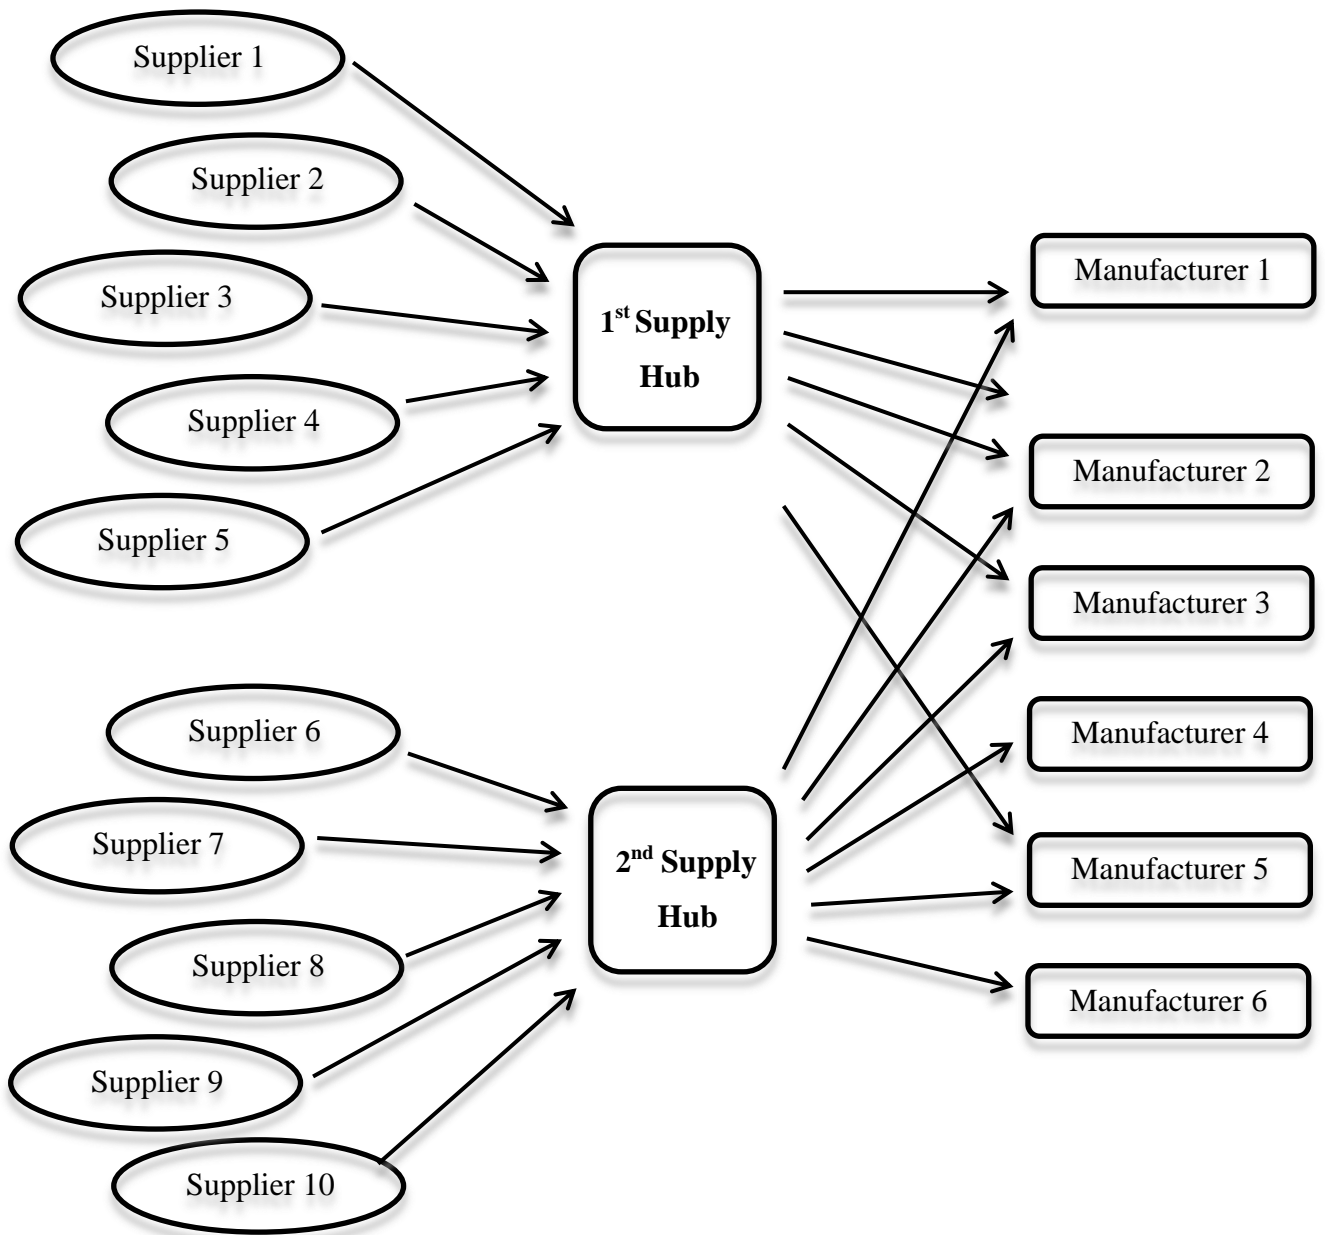 Supplier 1
Supplier 2
Supplier 3
Supplier 4
Supplier 5
Supplier 6
Supplier 7
Supplier 8
Supplier 9
Supplier 10
1st Supply
Hub
2nd Supply
Hub
Manufacturer 1
Manufacturer 2
Manufacturer 3
Manufacturer 4
Manufacturer 5
Manufacturer 6